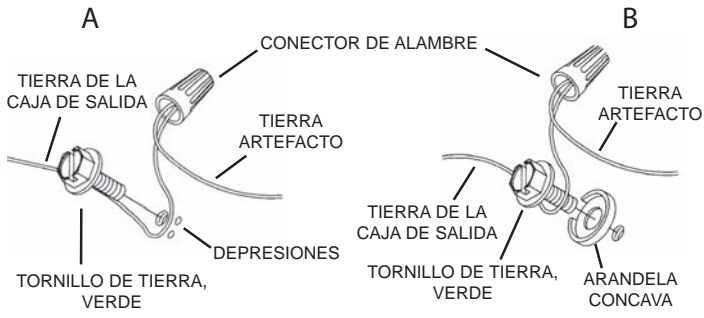 A
B
CONECTOR DE ALAMBRE
TIERRA DE LA
CAJA DE SALIDA
TIERRA
ARTEFACTO
TIERRA
ARTEFACTO
TIERRA DE LA
CAJA DE SALIDA
DEPRESIONES
TORNILLO DE TIERRA,
VERDE
TORNILLO DE TIERRA,
VERDE
ARANDELA
CONCAVA